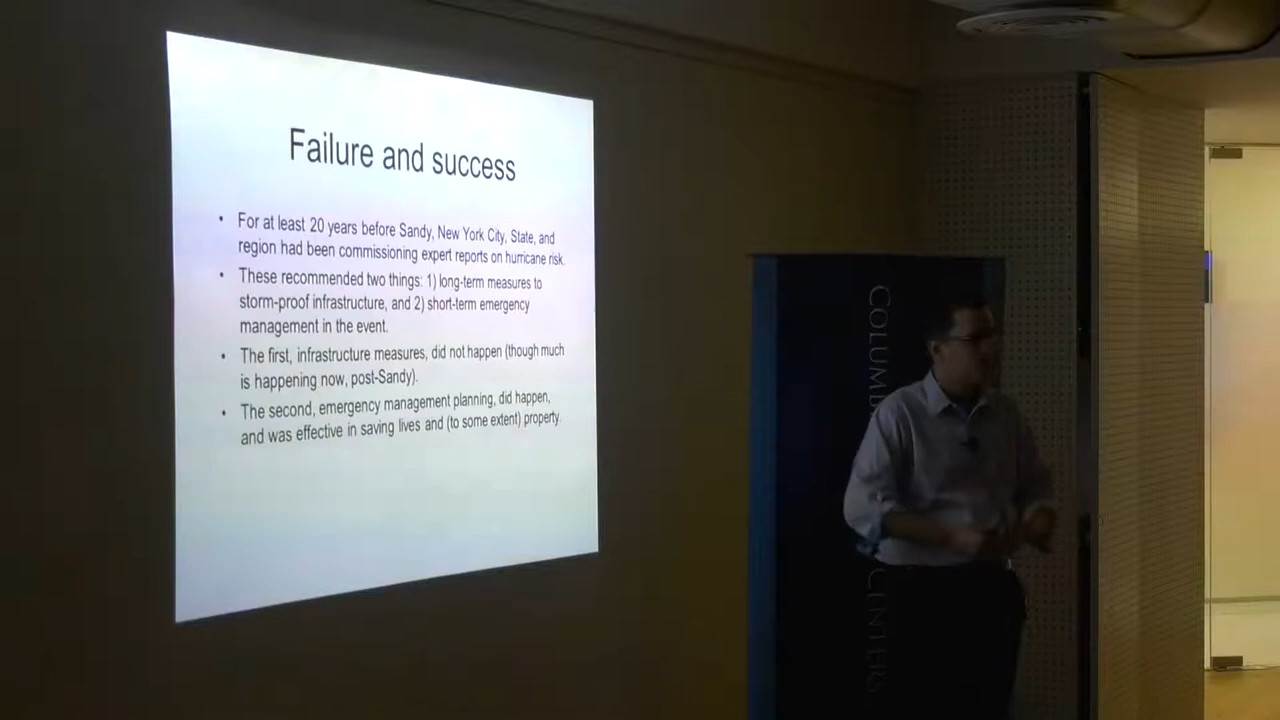 Failure and success
• For at least 20 years before Sandy, New York City, State, and
region had been commissioning expert reports on hurricane risk.
• These recommended two things: 1) long-term measures to
storm-proof infrastructure, and 2) short-term emergency
management in the event.
• The first, infrastructure measures, did not happen (though much
is happening now, post-Sandy).
• The second, emergency management planning, did happen,
and was effective in saving lives and (to some extent) property.
COLUMB
CENTERS